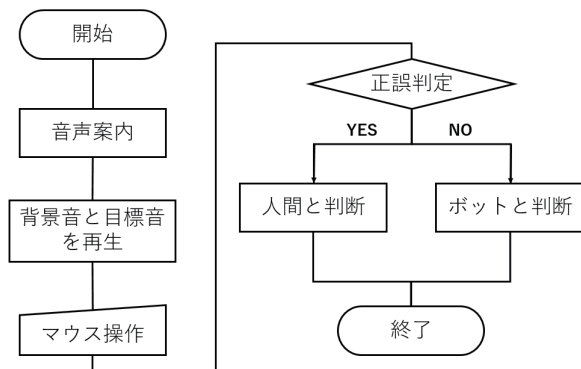 開始
音声案内
背景音と目標音
を再生
マウス操作
正誤判定
YES
NO
人間と判断
ボットと判断
終了